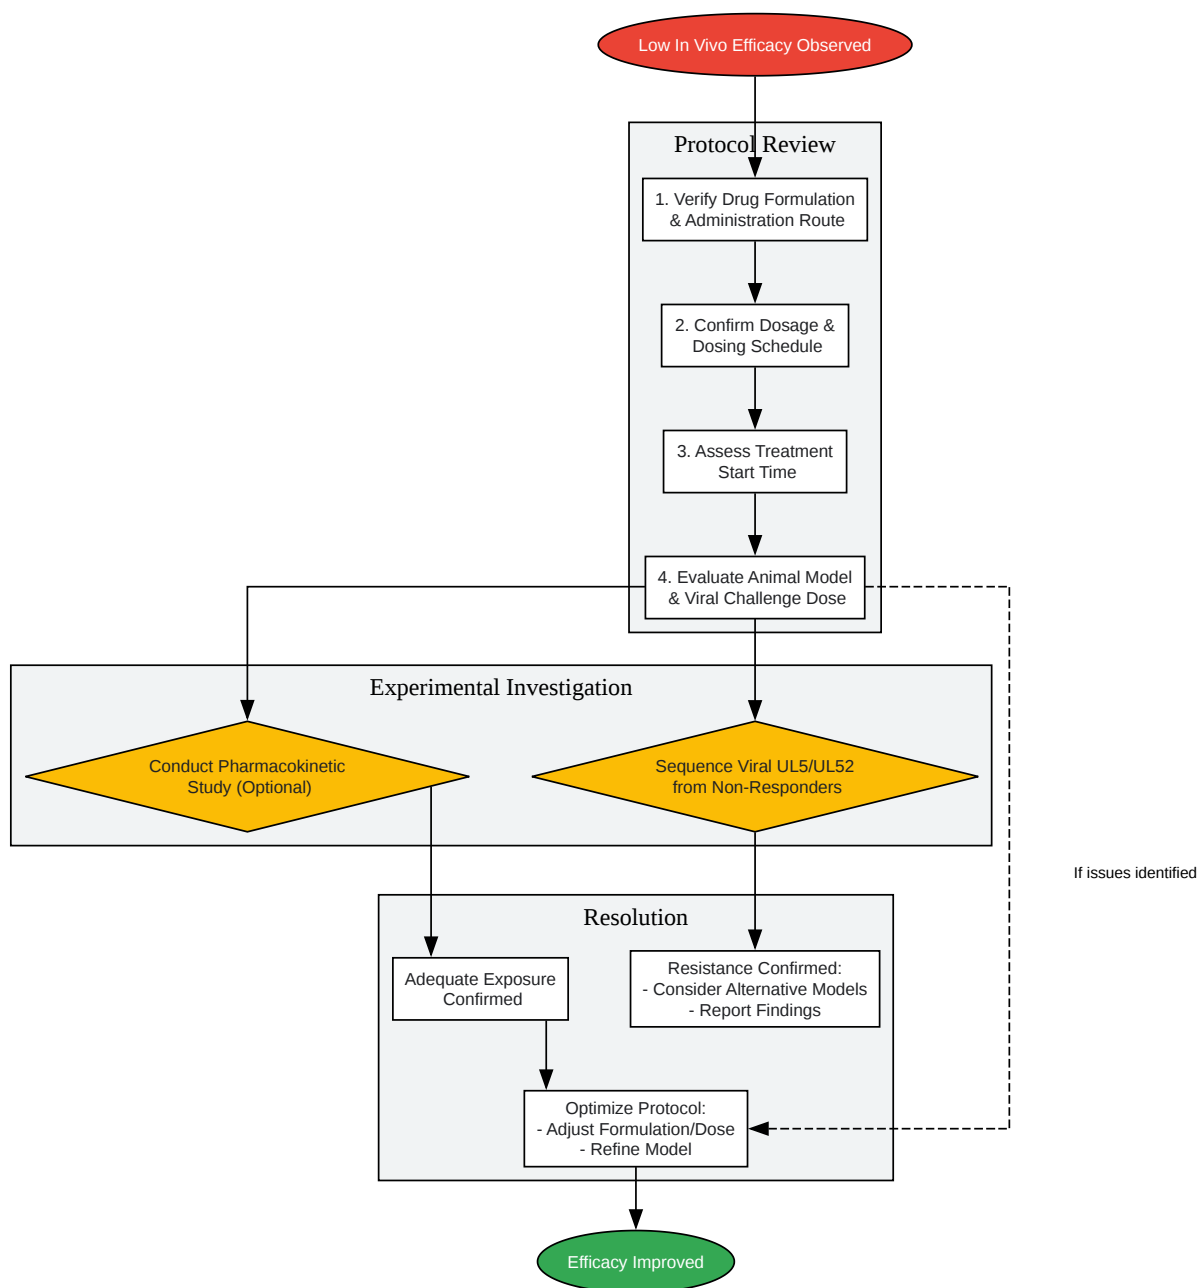 Low In Vivo Efficacy Observed
Protocol Review
1. Verify Drug Formulation
& Administration Route
2. Confirm Dosage &
Dosing Schedule
3. Assess Treatment
Start Time
4. Evaluate Animal Model
& Viral Challenge Dose
Experimental Investigation
Conduct Pharmacokinetic
Study (Optional)
Sequence Viral UL5/UL52
from Non-Responders
If issues identified
Resolution
Adequate Exposure
Confirmed
Resistance Confirmed:
- Consider Alternative Models
- Report Findings
Optimize Protocol:
- Adjust Formulation/Dose
- Refine Model
Efficacy Improved